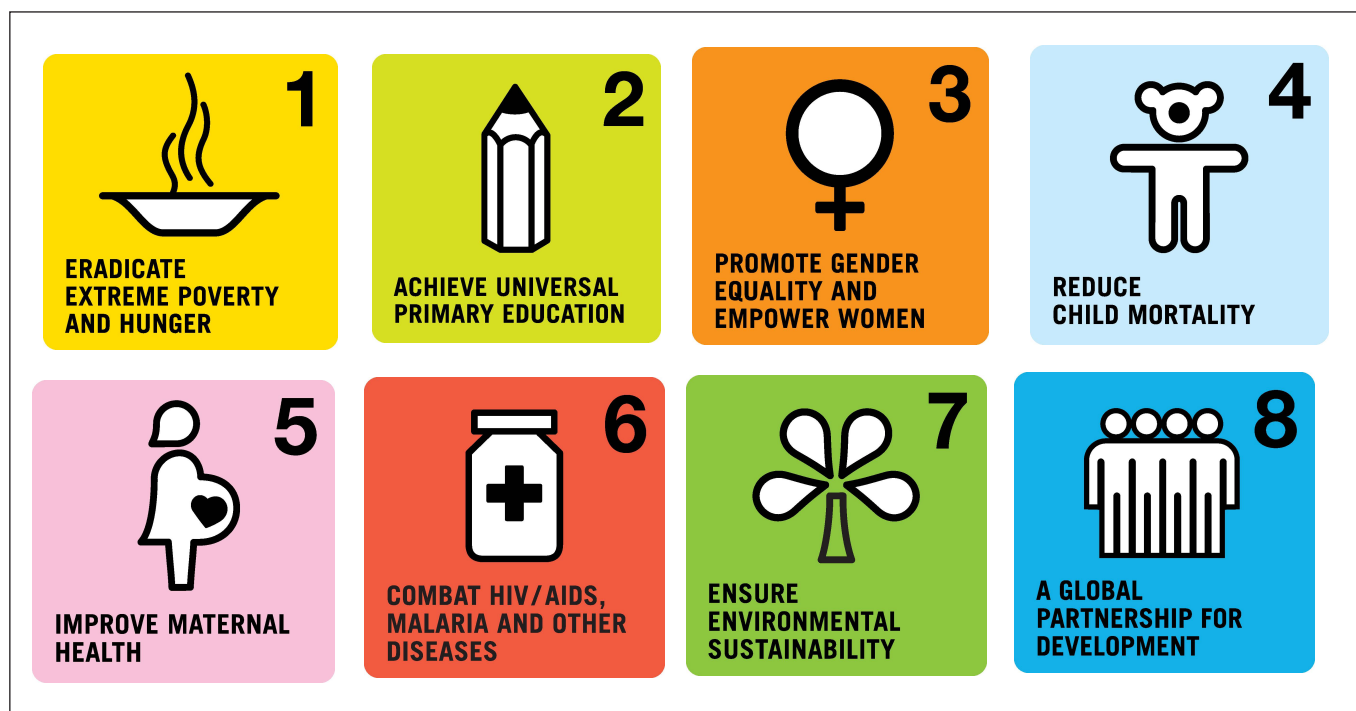 1
ERADICATE
EXTREME POVERTY
AND HUNGER
2
ACHIEVE UNIVERSAL
PRIMARY EDUCATION
3
PROMOTE GENDER
EQUALITY AND
EMPOWER WOMEN
4
REDUCE
CHILD MORTALITY
5
IMPROVE MATERNAL
HEALTH
6
COMBAT HIV/AIDS,
MALARIA AND OTHER
DISEASES
7
ENSURE
ENVIRONMENTAL
SUSTAINABILITY
8
A GLOBAL
PARTNERSHIP FOR
DEVELOPMENT